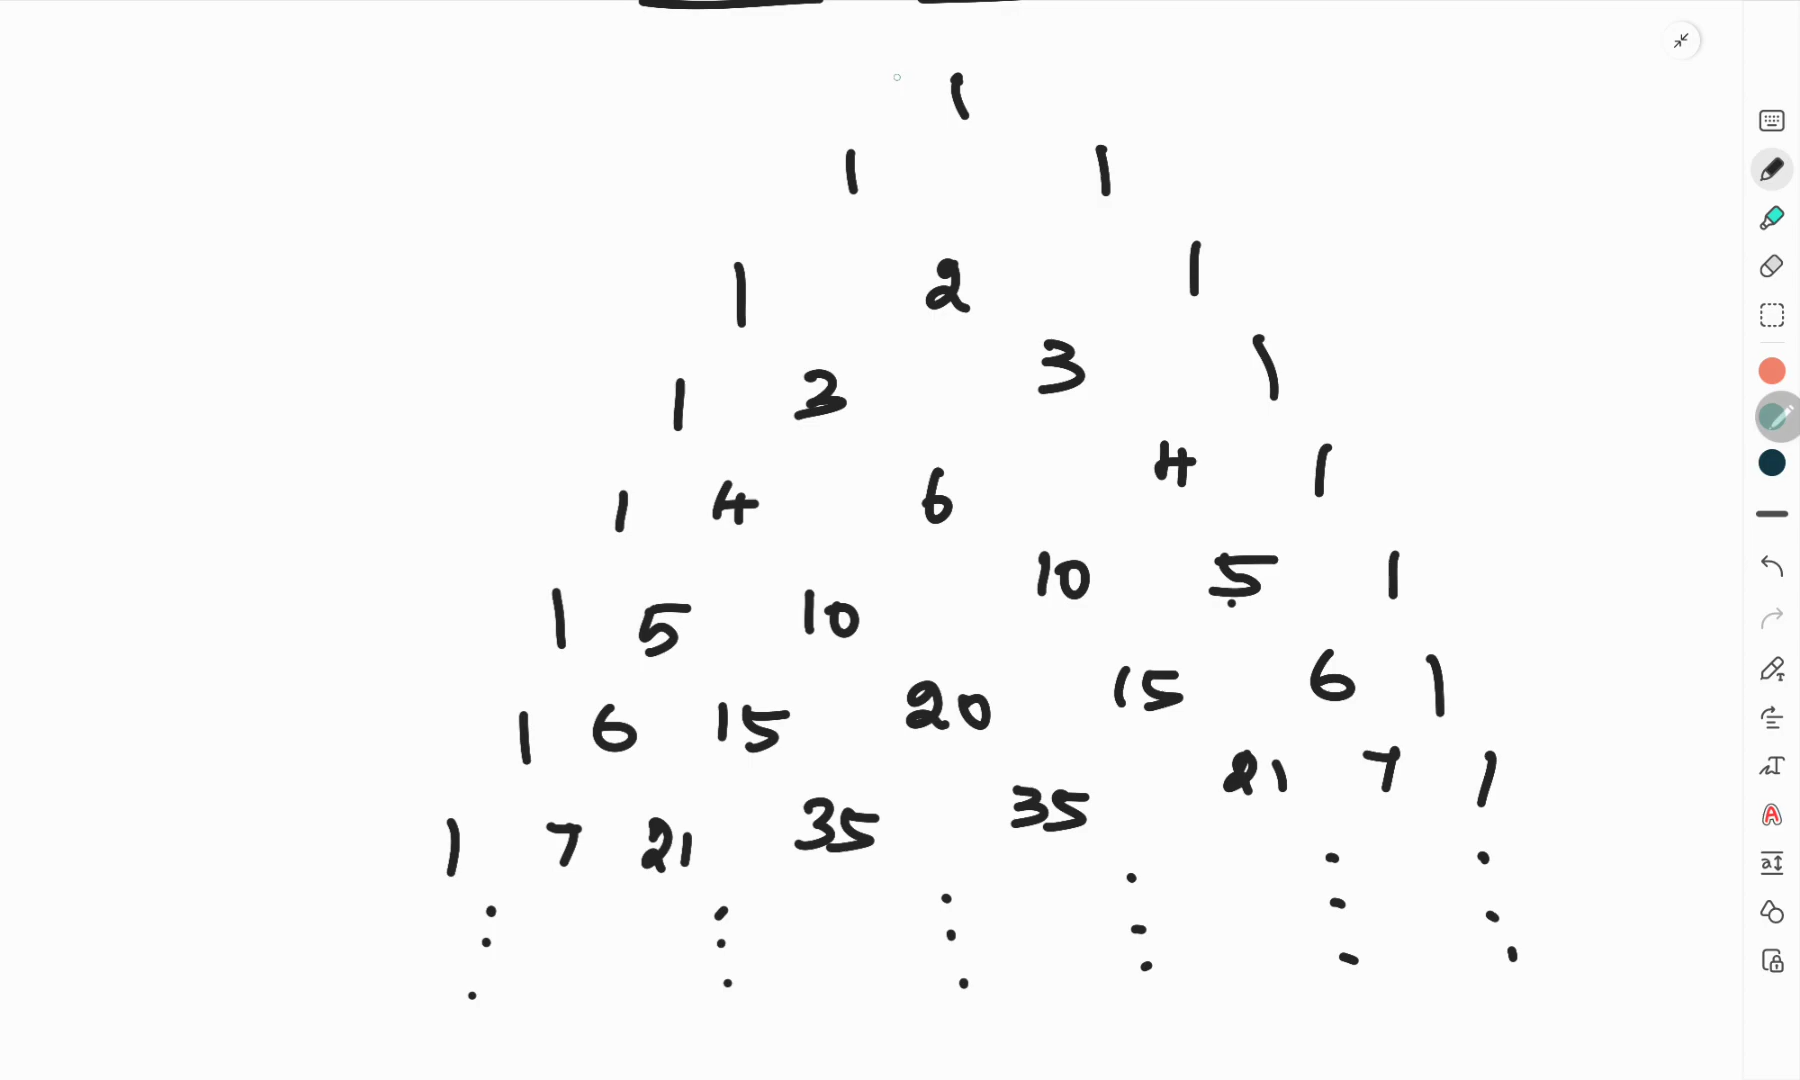 1
1 1
1 2 1
1 3 3 1
1 4 6 4 1
1 5 10 10 5 1
1 6 15 20 15 6 1
1 7 21 35 35 21 7 1